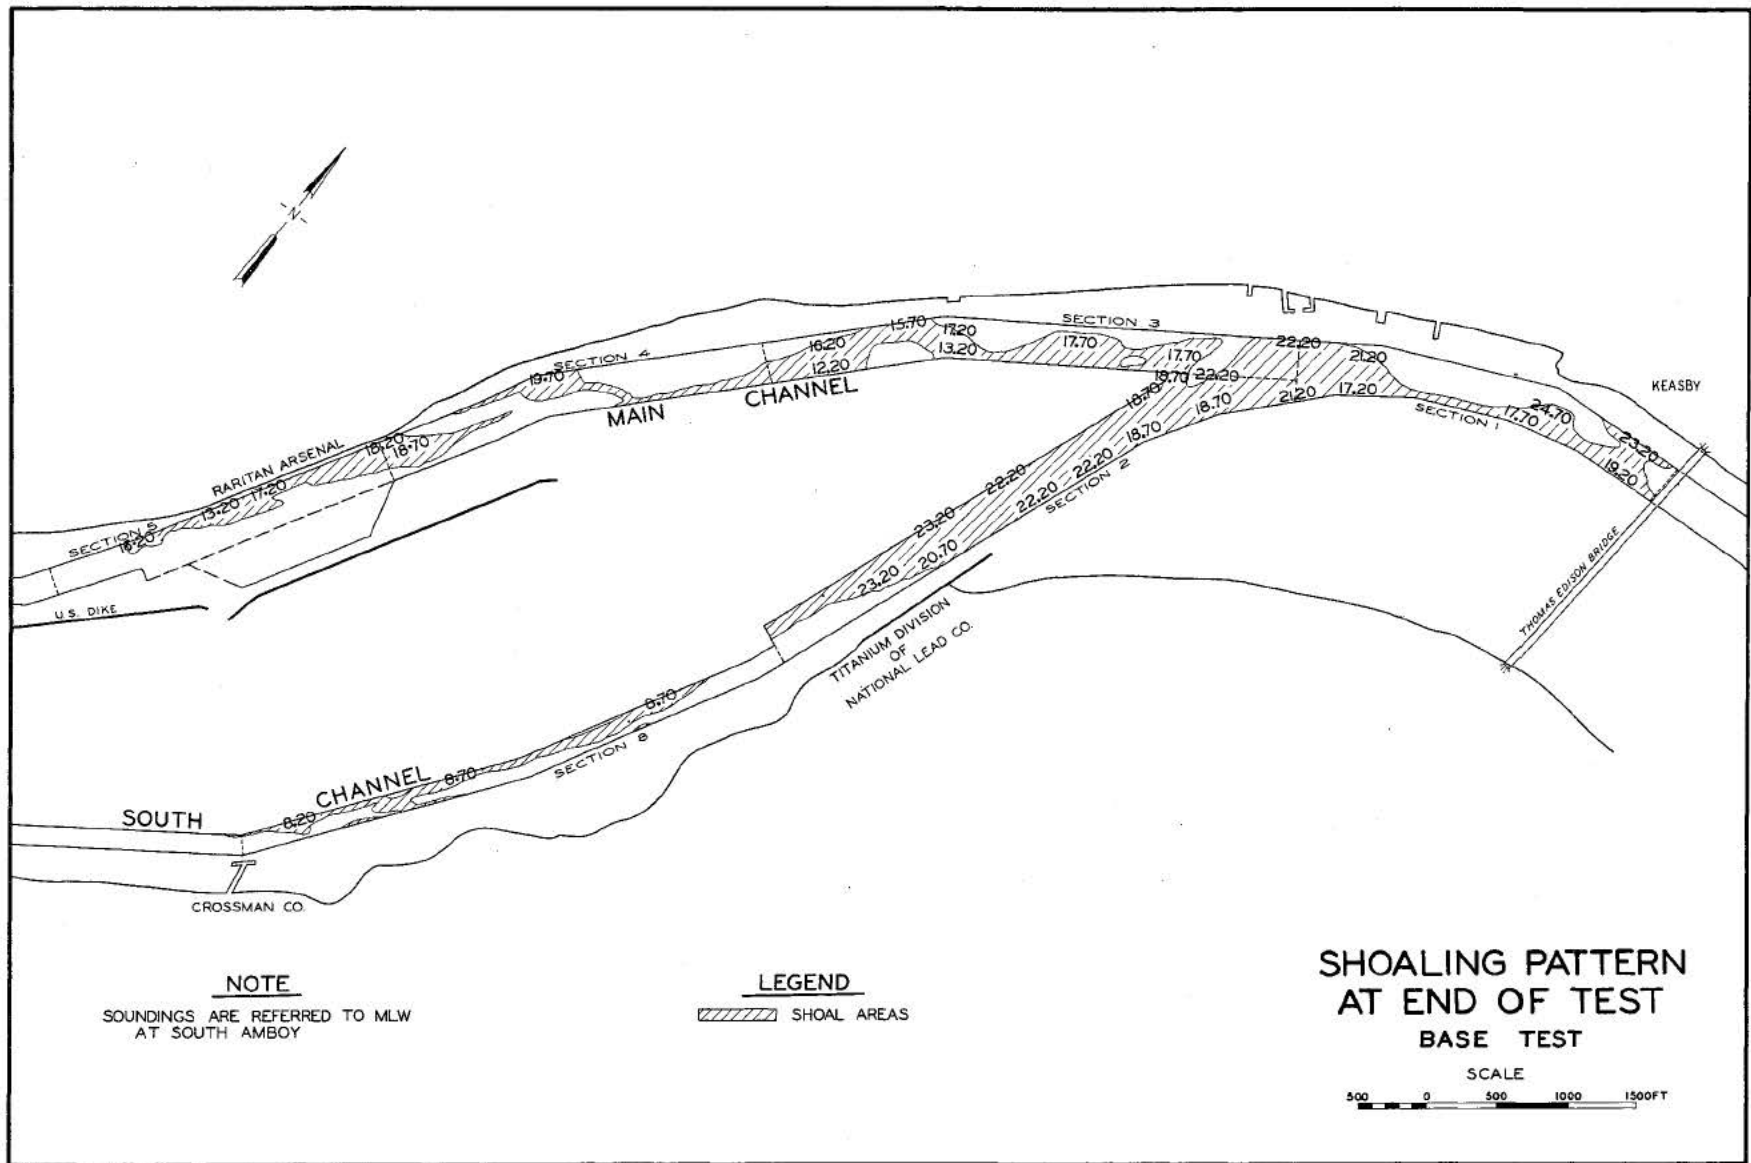 N
SECTION 3
15.70
17.20
16.20
13.20
12.20
17.70
17.70
22.20
21.20
18.70
22.20
18.70
18.70
21.20
17.20
18.70
KEASBY
SECTION 4
19.70
MAIN CHANNEL
SECTION 1
17.70
24.70
23.20
19.20
RARITAN ARSENAL
18.20
18.70
17.20
13.20
SECTION 5
16.20
U.S. DIKE
22.20
22.20
22.20
SECTION 2
23.20
20.70
23.20
THOMAS EDISON BRIDGE
TITANIUM DIVISION
OF
NATIONAL LEAD CO.
8.70
SECTION 8
SOUTH CHANNEL
8.70
8.20
CROSSMAN CO.
NOTE
SOUNDINGS ARE REFERRED TO MLW
AT SOUTH AMBOY
LEGEND
SHOAL AREAS
SHOALING PATTERN
AT END OF TEST
BASE TEST
SCALE
500 0 500 1000 1500FT